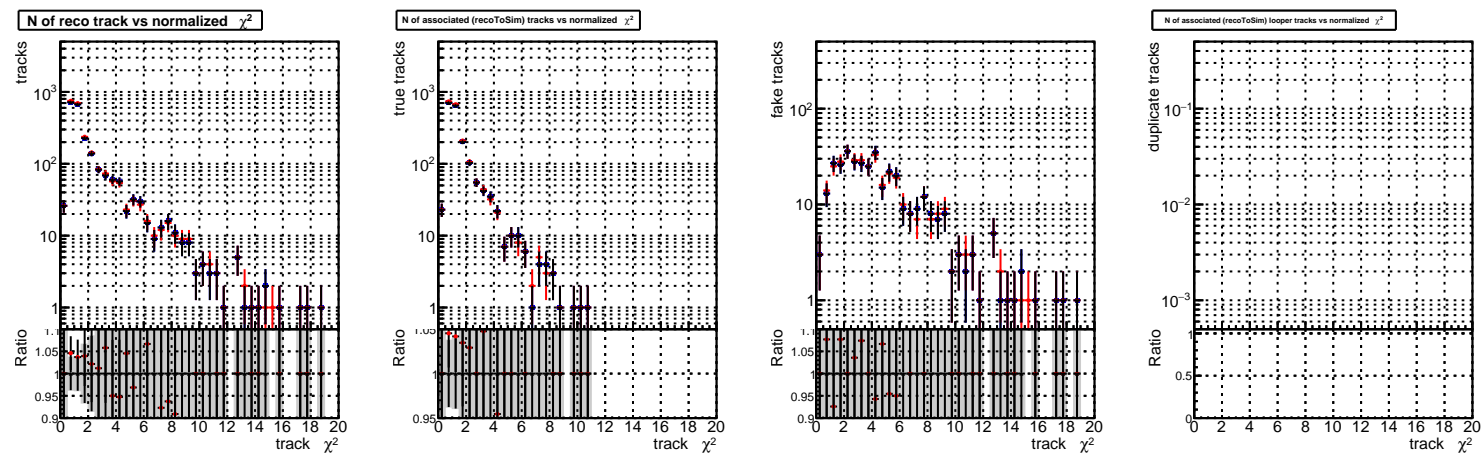 N of reco track vs normalized χ²
tracks
10³
10²
10
1
Ratio
1.1
1.05
1
0.95
0.9
0 2 4 6 8 10 12 14 16 18 20
track χ²
N of associated (recoToSim) tracks vs normalized χ²
true tracks
10³
10²
10
1
Ratio
1.05
1
0.95
0 2 4 6 8 10 12 14 16 18 20
track χ²
fake tracks
10²
10
1
Ratio
1.1
1.05
1
0.95
0.9
0 2 4 6 8 10 12 14 16 18 20
track χ²
N of associated (recoToSim) looper tracks vs normalized χ²
duplicate tracks
10⁻¹
10⁻²
10⁻³
Ratio
1
0.5
0
0 2 4 6 8 10 12 14 16 18 20
track χ²